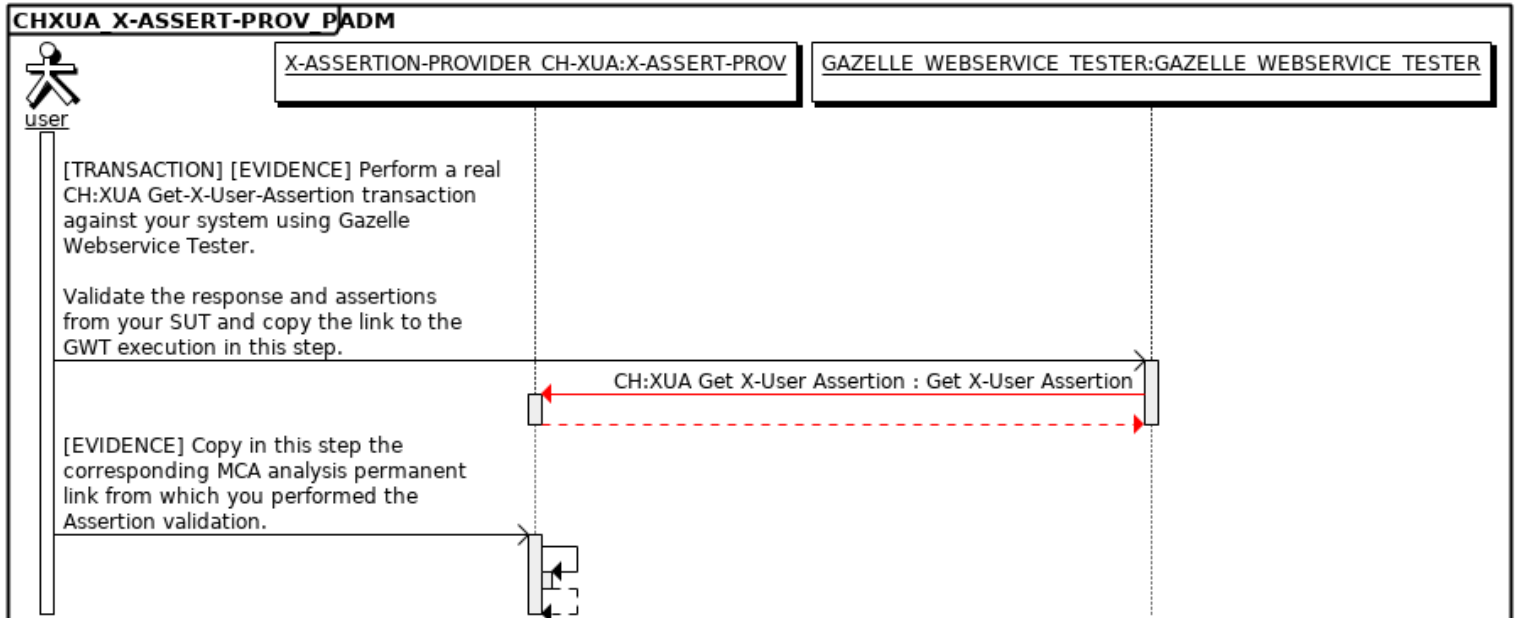 CHXUA_X-ASSERT-PROV_PADM
X-ASSERTION-PROVIDER_CH-XUA:X-ASSERT-PROV
GAZELLE_WEBSERVICE_TESTER:GAZELLE_WEBSERVICE_TESTER
user
[TRANSACTION] [EVIDENCE] Perform a real
CH:XUA Get-X-User-Assertion transaction
against your system using Gazelle
Webservice Tester.
Validate the response and assertions
from your SUT and copy the link to the
GWT execution in this step.
CH:XUA Get X-User Assertion : Get X-User Assertion
[EVIDENCE] Copy in this step the
corresponding MCA analysis permanent
link from which you performed the
Assertion validation.